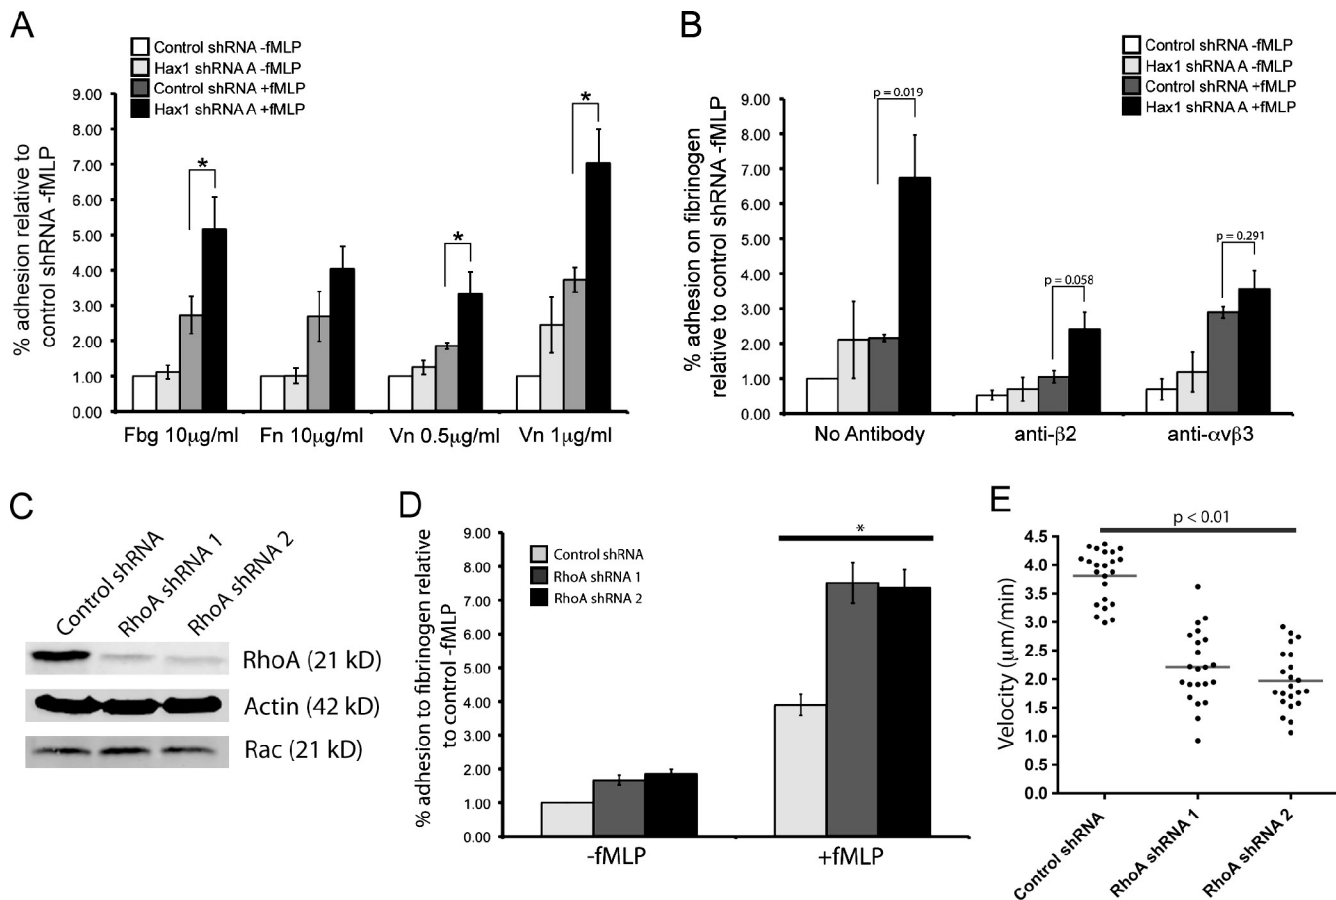 A
Control shRNA -fMLP
Hax1 shRNA A -fMLP
Control shRNA +fMLP
Hax1 shRNA A +fMLP
% adhesion relative to
control shRNA -fMLP
9.00
8.00
7.00
6.00
5.00
4.00
3.00
2.00
1.00
0.00
*
*
*
Fbg 10µg/ml
Fn 10µg/ml
Vn 0.5µg/ml
Vn 1µg/ml
B
Control shRNA -fMLP
Hax1 shRNA A -fMLP
Control shRNA +fMLP
Hax1 shRNA A +fMLP
% adhesion on fibrinogen
relative to control shRNA -fMLP
9.00
8.00
7.00
6.00
5.00
4.00
3.00
2.00
1.00
0.00
p = 0.019
p = 0.058
p = 0.291
No Antibody
anti-β2
anti-αvβ3
C
Control shRNA
RhoA shRNA 1
RhoA shRNA 2
RhoA (21 kD)
Actin (42 kD)
Rac (21 kD)
D
% adhesion to fibrinogen relative
to control -fMLP
9.00
8.00
7.00
6.00
5.00
4.00
3.00
2.00
1.00
0.00
Control shRNA
RhoA shRNA 1
RhoA shRNA 2
*
-fMLP
+fMLP
E
p < 0.01
Velocity (µm/min)
4.5
4.0
3.5
3.0
2.5
2.0
1.5
1.0
0.5
0.0
Control shRNA
RhoA shRNA 1
RhoA shRNA 2